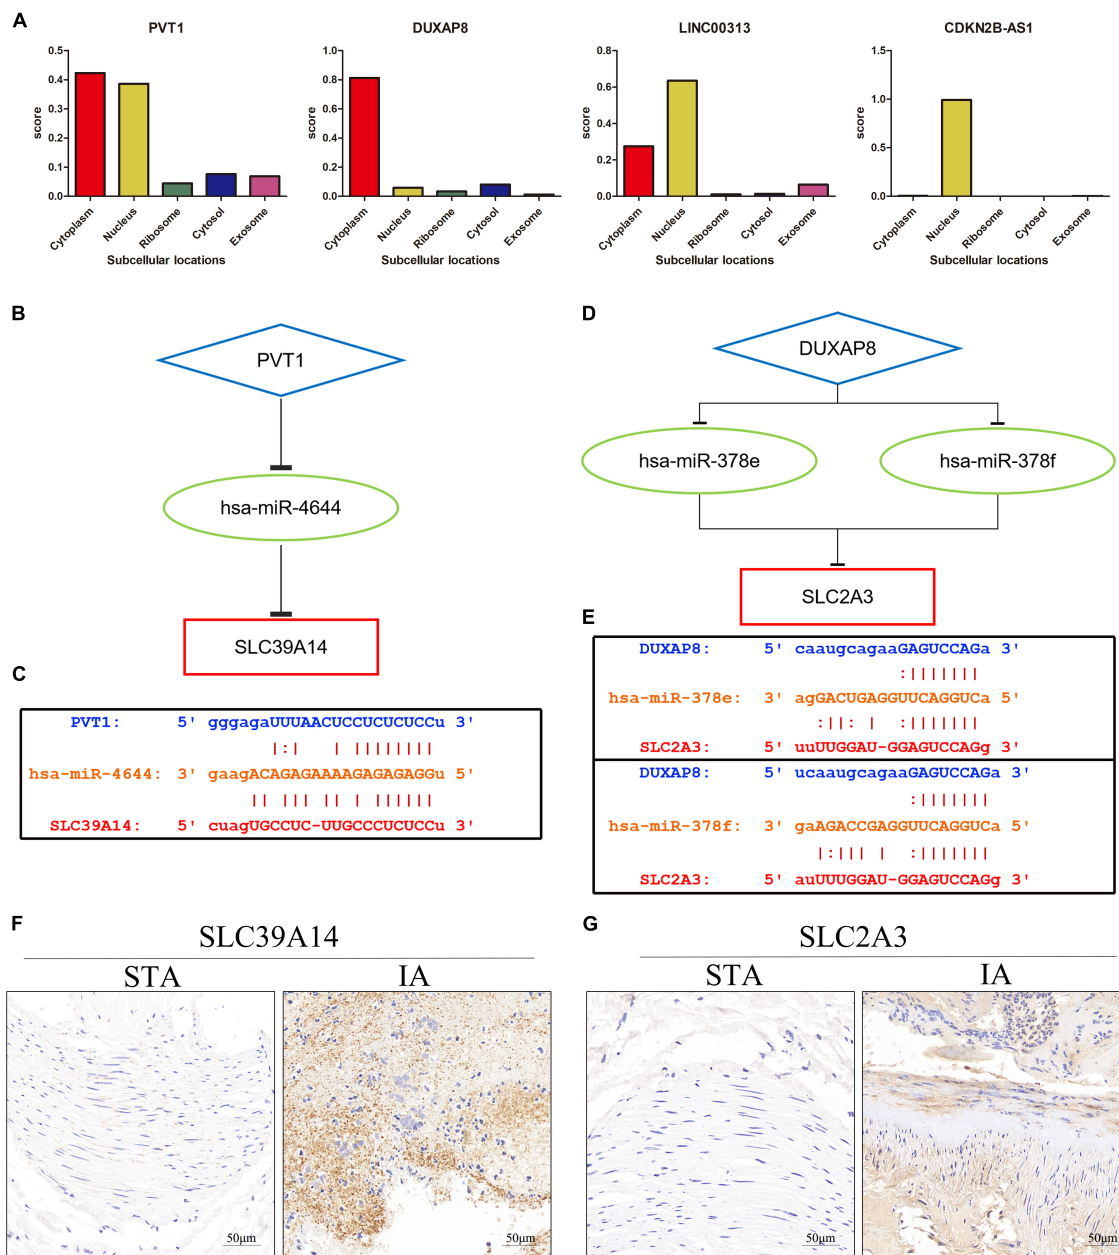 A
PVT1
0.5
0.4
0.3
0.2
0.1
0.0
score
Cytoplasm
Nucleus
Ribosome
Cytosol
Exosome
Subcellular locations
DUXAP8
1.0
0.8
0.6
0.4
0.2
0.0
score
Cytoplasm
Nucleus
Ribosome
Cytosol
Exosome
Subcellular locations
LINC00313
0.8
0.6
0.4
0.2
0.0
score
Cytoplasm
Nucleus
Ribosome
Cytosol
Exosome
Subcellular locations
CDKN2B-AS1
1.5
1.0
0.5
0.0
score
Cytoplasm
Nucleus
Ribosome
Cytosol
Exosome
Subcellular locations
B
PVT1
hsa-miR-4644
SLC39A14
C
PVT1: 5' gggagaUUUAACUCCUCUCUCCu 3'
hsa-miR-4644: 3' gaagACAGAGAAAAGAGAGAGGu 5'
SLC39A14: 5' cuagUGCCUC-UUGCCCUCUCCu 3'
D
DUXAP8
hsa-miR-378e
hsa-miR-378f
SLC2A3
E
DUXAP8: 5' caaugcagaaGAGUCCAGa 3'
hsa-miR-378e: 3' agGACUGAGGUUCAGGUCa 5'
SLC2A3: 5' uuUUGGAU-GGAGUCCAGg 3'
DUXAP8: 5' ucaaugcagaaGAGUCCAGa 3'
hsa-miR-378f: 3' gaAGACCGAGGUUCAGGUCa 5'
SLC2A3: 5' auUUUGGAU-GGAGUCCAGg 3'
F
SLC39A14
STA
IA
50μm
50μm
G
SLC2A3
STA
IA
50μm
50μm